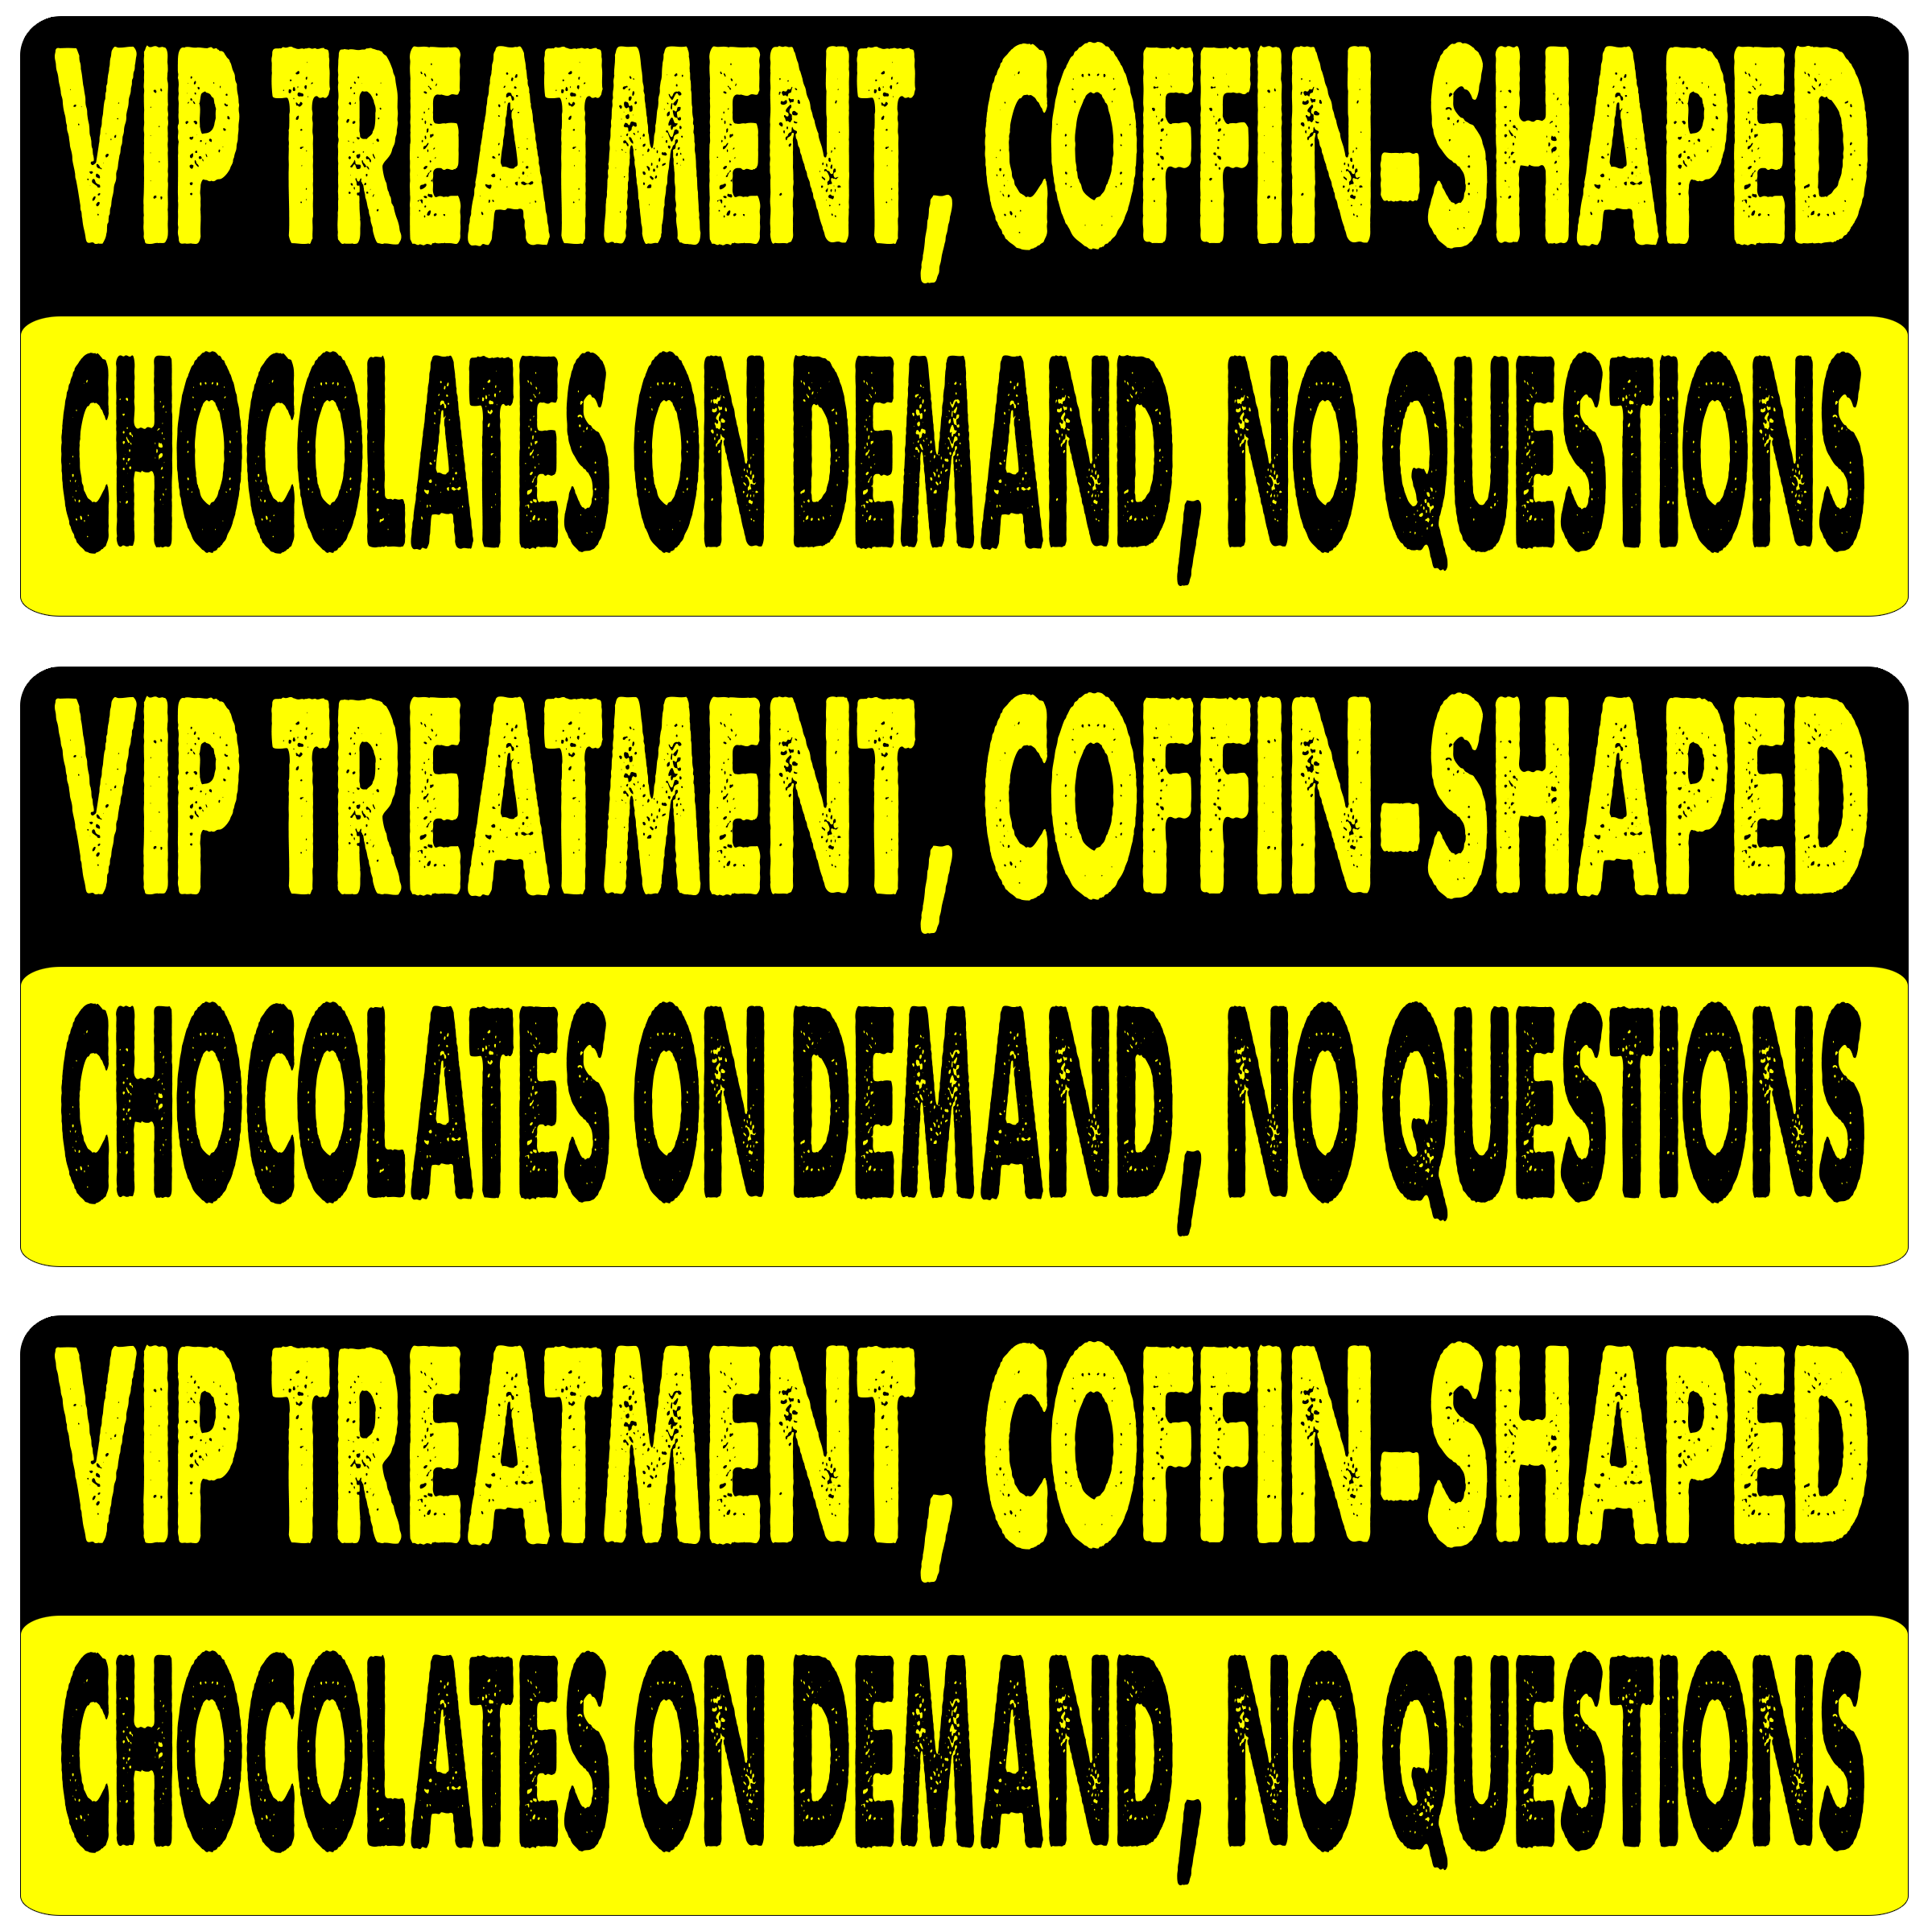 VIP TREATMENT, COFFIN-SHAPED
CHOCOLATES ON DEMAND, NO QUESTIONS
VIP TREATMENT, COFFIN-SHAPED
CHOCOLATES ON DEMAND, NO QUESTIONS
VIP TREATMENT, COFFIN-SHAPED
CHOCOLATES ON DEMAND, NO QUESTIONS